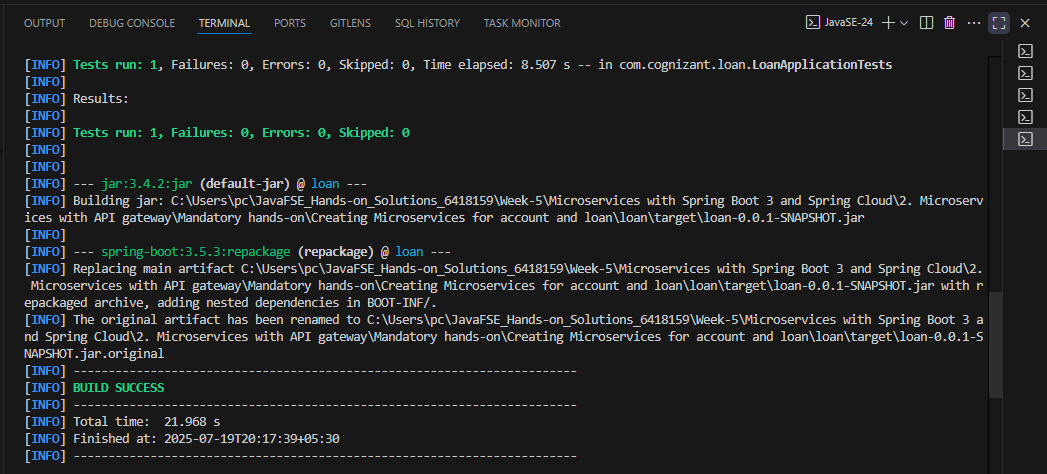 OUTPUT DEBUG CONSOLE TERMINAL PORTS GITLENS SQL HISTORY TASK MONITOR JavaSE-24
[INFO] Tests run: 1, Failures: 0, Errors: 0, Skipped: 0, Time elapsed: 8.507 s -- in com.cognizant.loan.LoanApplicationTests
[INFO]
[INFO] Results:
[INFO]
[INFO] Tests run: 1, Failures: 0, Errors: 0, Skipped: 0
[INFO]
[INFO]
[INFO] --- jar:3.4.2:jar (default-jar) @ loan ---
[INFO] Building jar: C:\Users\pc\JavaFSE_Hands-on_Solutions_6418159\Week-5\Microservices with Spring Boot 3 and Spring Cloud\2. Microserv
ices with API gateway\Mandatory hands-on\Creating Microservices for account and loan\loan\target\loan-0.0.1-SNAPSHOT.jar
[INFO]
[INFO] --- spring-boot:3.5.3:repackage (repackage) @ loan ---
[INFO] Replacing main artifact C:\Users\pc\JavaFSE_Hands-on_Solutions_6418159\Week-5\Microservices with Spring Boot 3 and Spring Cloud\2.
 Microservices with API gateway\Mandatory hands-on\Creating Microservices for account and loan\loan\target\loan-0.0.1-SNAPSHOT.jar with r
epackaged archive, adding nested dependencies in BOOT-INF/.
[INFO] The original artifact has been renamed to C:\Users\pc\JavaFSE_Hands-on_Solutions_6418159\Week-5\Microservices with Spring Boot 3 a
nd Spring Cloud\2. Microservices with API gateway\Mandatory hands-on\Creating Microservices for account and loan\loan\target\loan-0.0.1-S
NAPSHOT.jar.original
[INFO] ------------------------------------------------------------------------
[INFO] BUILD SUCCESS
[INFO] ------------------------------------------------------------------------
[INFO] Total time:  21.968 s
[INFO] Finished at: 2025-07-19T20:17:39+05:30
[INFO] ------------------------------------------------------------------------